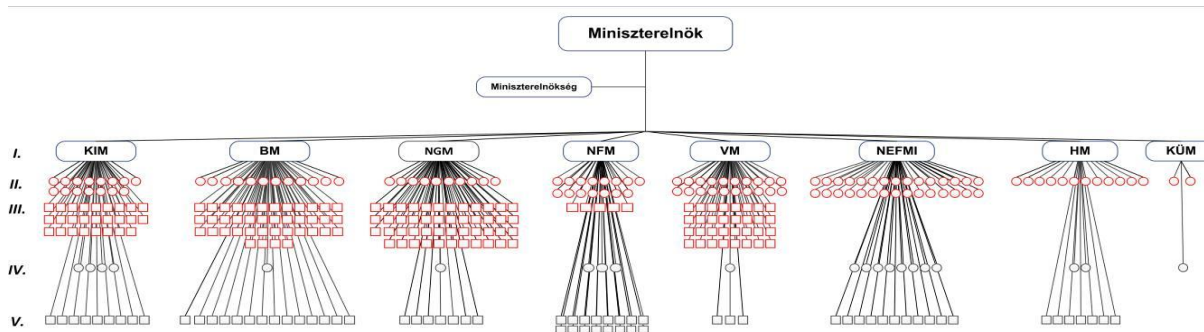 Miniszterelnök
Miniszterelnökség
I. KIM BM NGM NFM VM NEFMI HM KÜM
II.
III.
IV.
V.